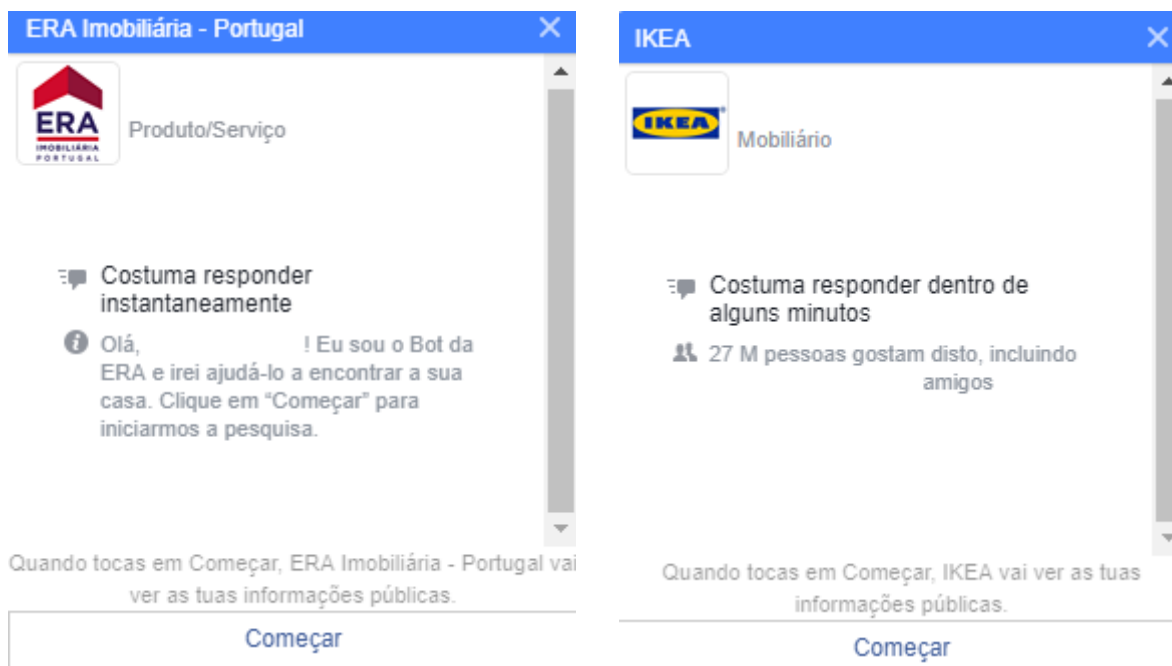 ERA Imobiliária - Portugal
ERA
IMOBILIÁRIA
PORTUGAL
Produto/Serviço
Costuma responder
instantaneamente
Olá, ! Eu sou o Bot da
ERA e irei ajudá-lo a encontrar a sua
casa. Clique em “Começar” para
iniciarmos a pesquisa.
Quando tocas em Começar, ERA Imobiliária - Portugal vai
ver as tuas informações públicas.
Começar
IKEA
IKEA
Mobiliário
Costuma responder dentro de
alguns minutos
27 M pessoas gostam disto, incluindo
amigos
Quando tocas em Começar, IKEA vai ver as tuas
informações públicas.
Começar